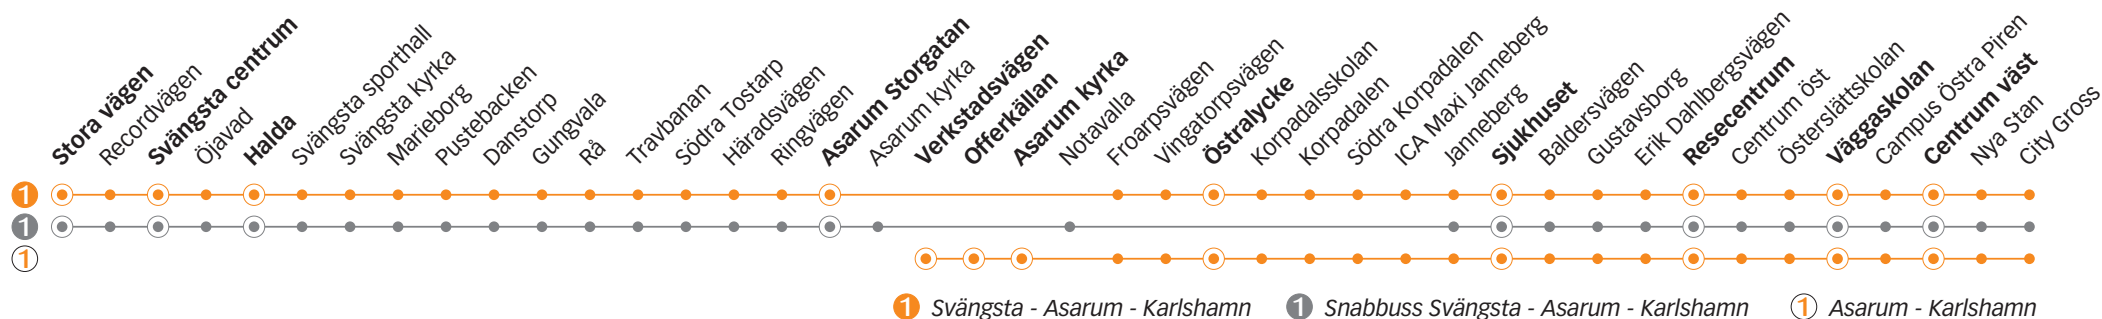 Stora vägen
Recordvägen
Svängsta centrum
Öjavad
Halda
Svängsta sporthall
Svängsta kyrka
Marieborg
Pustebacken
Danstorp
Gungvala
Rå
Travbanan
Södra Tostarp
Häradsvägen
Ringvägen
Asarum Storgatan
Asarum kyrka
Verkstadsvägen
Offerkällan
Asarum kyrka
Notavalla
Froarpsvägen
Vingatorpsvägen
Östralycke
Korpadalsskolan
Korpadalen
Södra Korpadalen
ICA Maxi Janneberg
Janneberg
Sjukhuset
Baldersvägen
Gustavsborg
Erik Dahlbergsvägen
Resecentrum
Centrum öst
Österslättskolan
Väggaskolan
Campus Östra Piren
Centrum väst
Nya Stan
City Gross
1
1
1
1 Svängsta - Asarum - Karlshamn 1 Snabbuss Svängsta - Asarum - Karlshamn 1 Asarum - Karlshamn